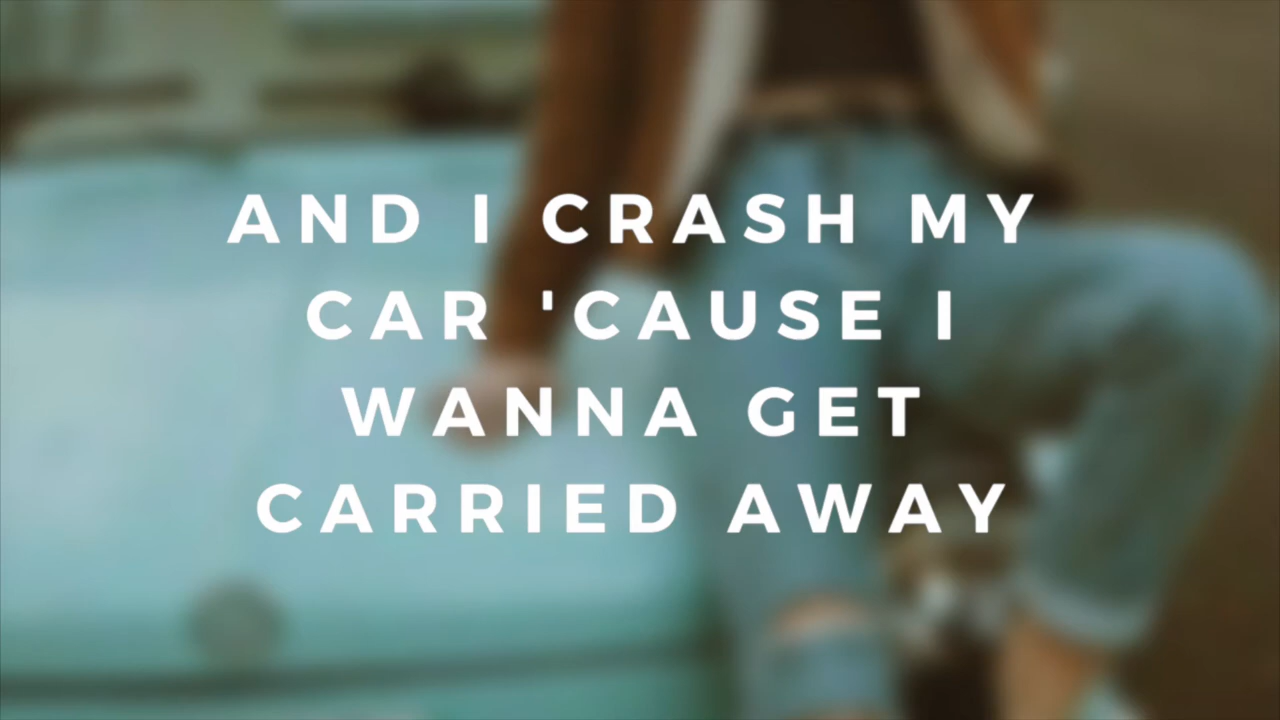 AND I CRASH MY
CAR 'CAUSE I
WANNA GET
CARRIED AWAY